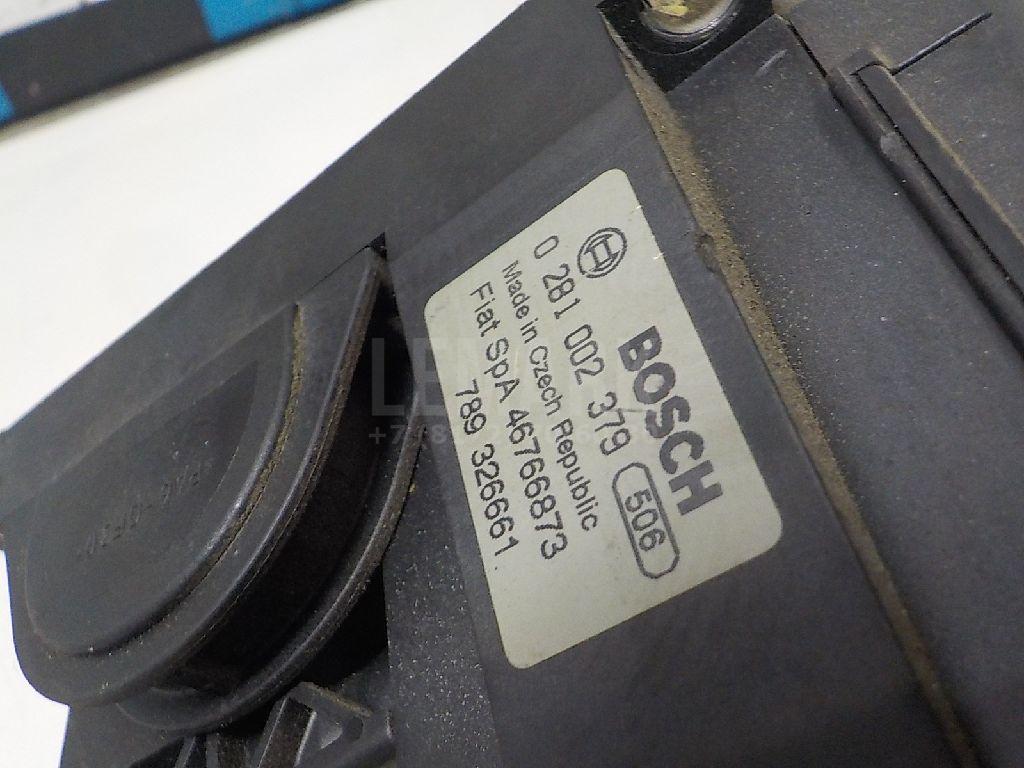 BOSCH
0 281 002 379 506
Made in Czech Republic
Fiat SpA 46766873
789 326661